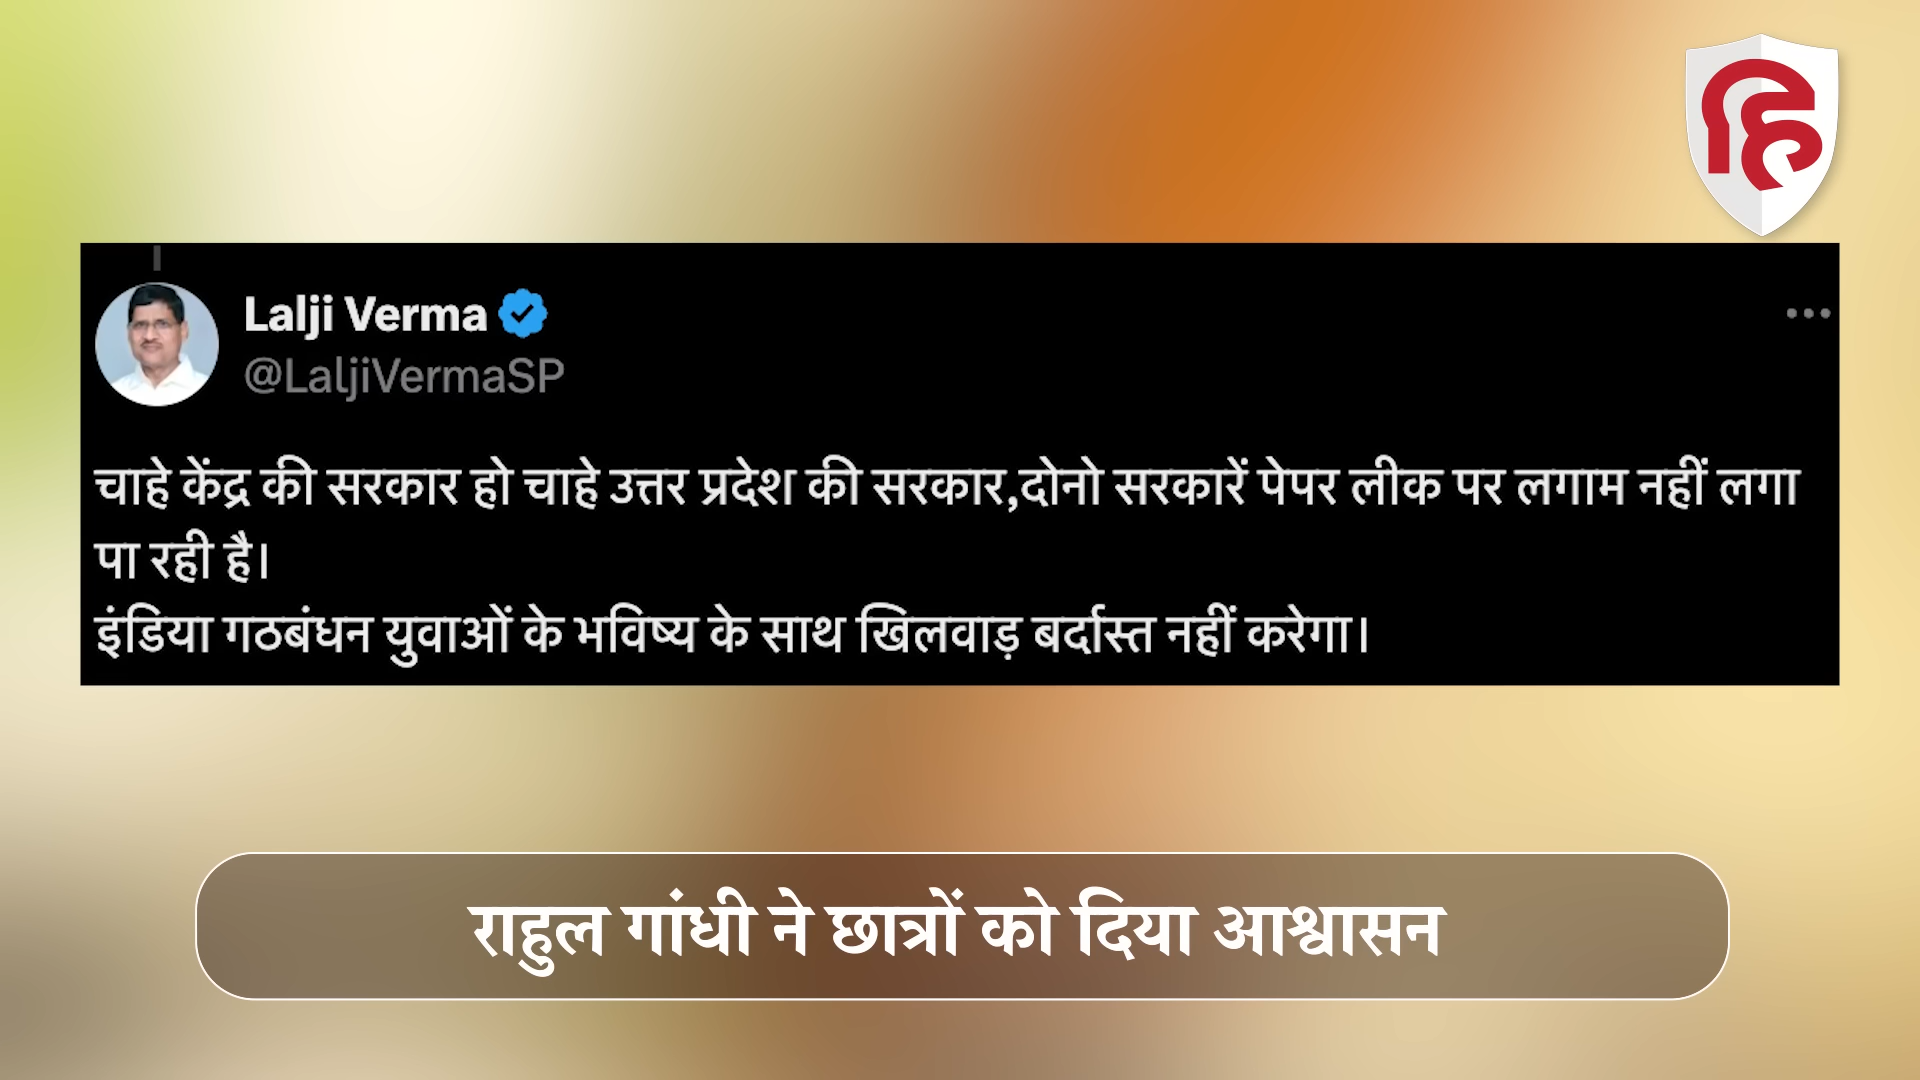 हि
Lalji Verma
@LaljiVermaSP
चाहे केंद्र की सरकार हो चाहे उत्तर प्रदेश की सरकार,दोनो सरकारें पेपर लीक पर लगाम नहीं लगा
पा रही है।
इंडिया गठबंधन युवाओं के भविष्य के साथ खिलवाड़ बर्दास्त नहीं करेगा।
राहुल गांधी ने छात्रों को दिया आश्वासन